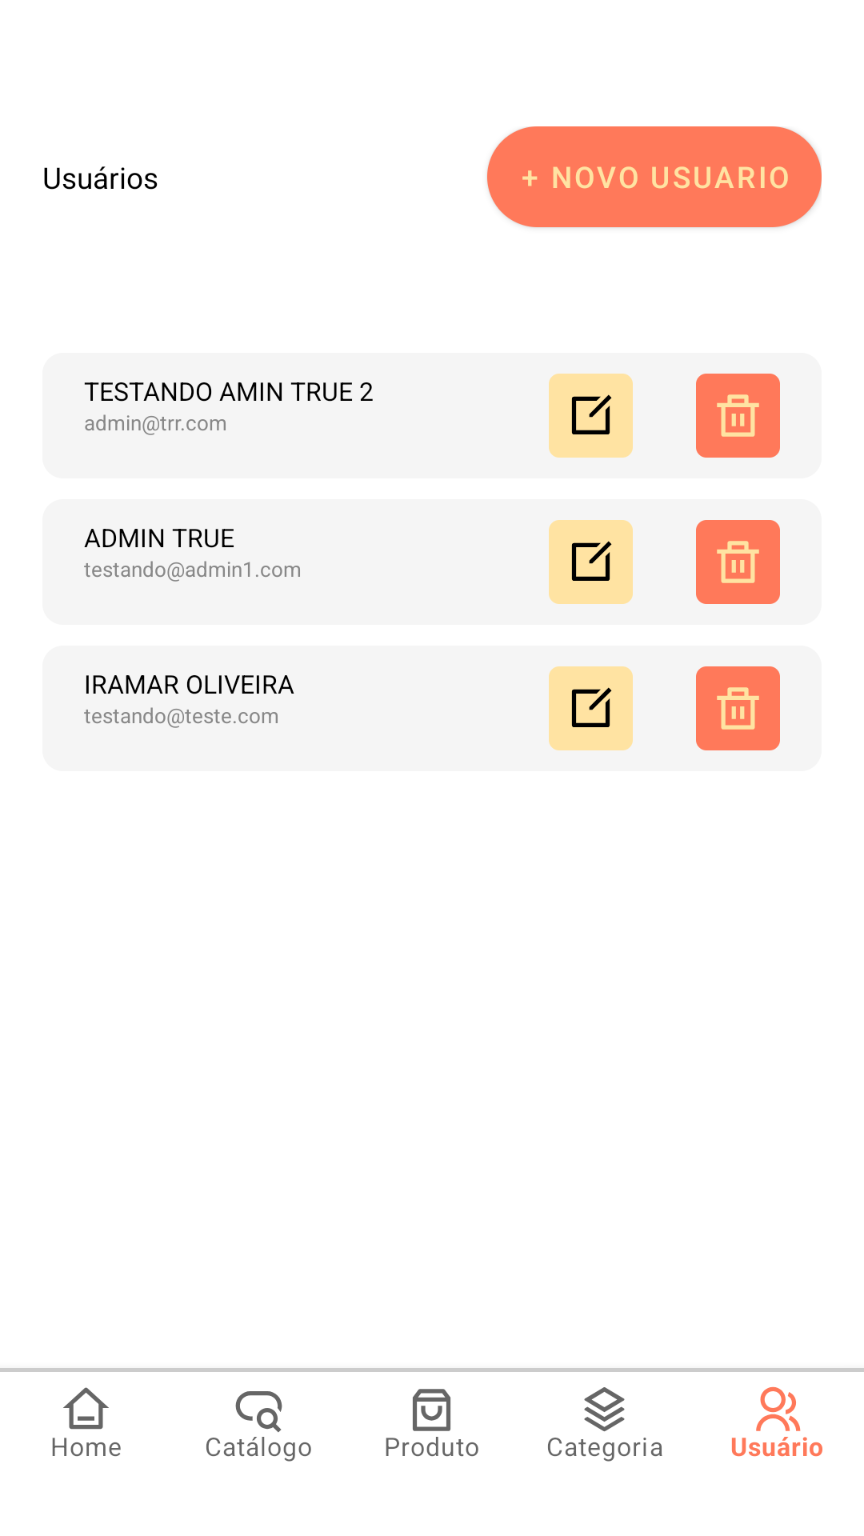 Usuários
+ NOVO USUARIO
TESTANDO AMIN TRUE 2
admin@trr.com
ADMIN TRUE
testando@admin1.com
IRAMAR OLIVEIRA
testando@teste.com
Home
Catálogo
Produto
Categoria
Usuário